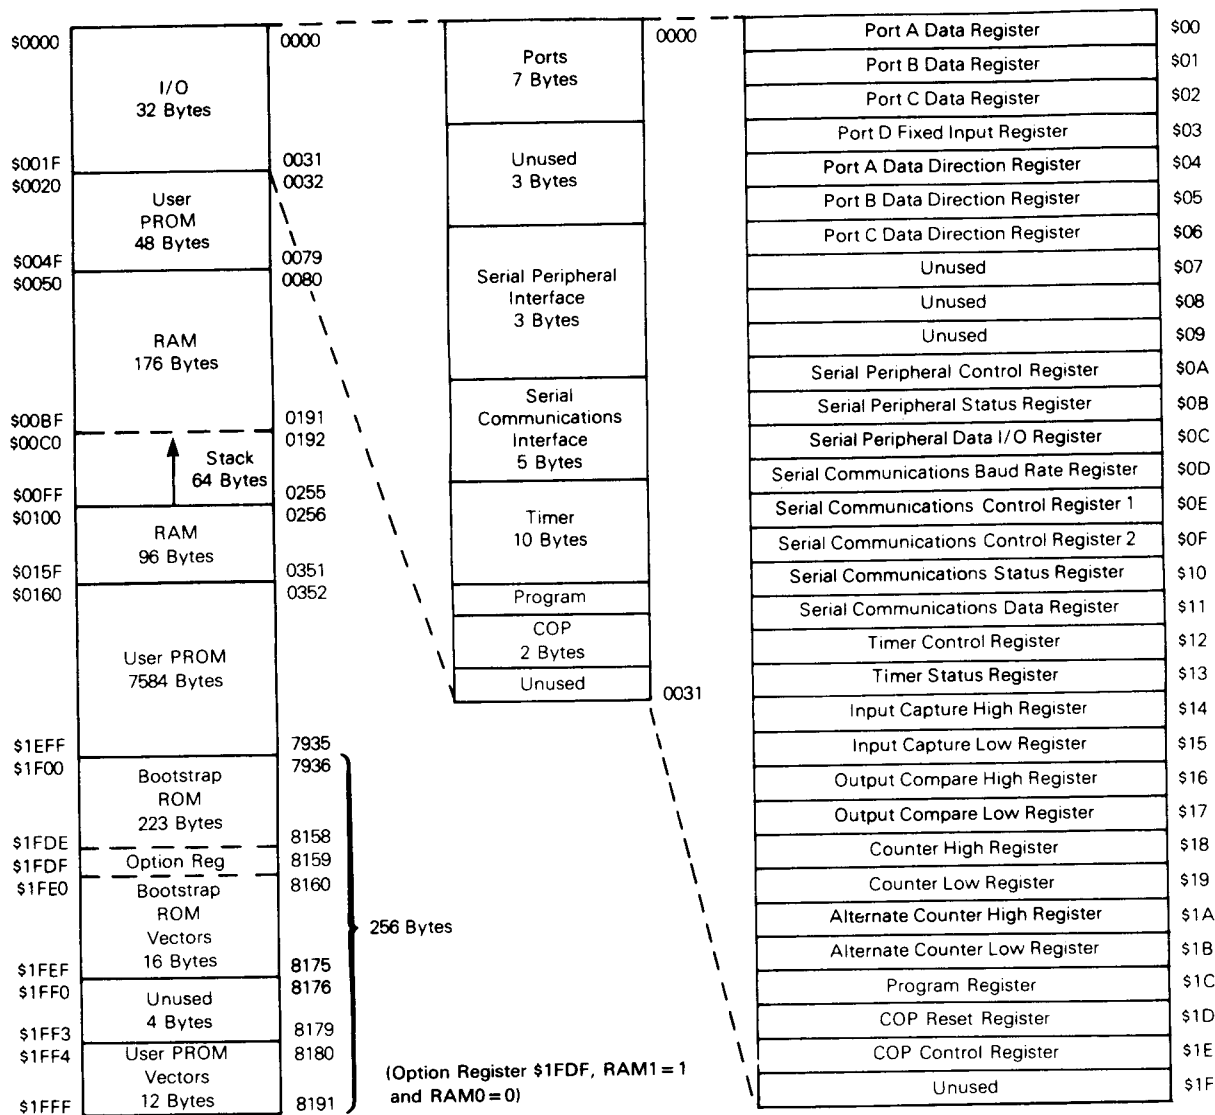 $0000
I/O
32 Bytes
0000
$001F
0031
$0020
User
PROM
48 Bytes
0032
$004F
0079
$0050
0080
RAM
176 Bytes
$00BF
0191
$00C0
0192
Stack
64 Bytes
$00FF
0255
$0100
0256
RAM
96 Bytes
$015F
0351
$0160
0352
User PROM
7584 Bytes
$1EFF
7935
$1F00
7936
Bootstrap
ROM
223 Bytes
$1FDE
8158
$1FDF
Option Reg
8159
$1FE0
8160
Bootstrap
ROM
Vectors
16 Bytes
$1FEF
8175
$1FF0
8176
Unused
4 Bytes
$1FF3
8179
$1FF4
8180
User PROM
Vectors
12 Bytes
$1FFF
8191
256 Bytes
(Option Register $1FDF, RAM1 = 1
and RAM0 = 0)
0000
Ports
7 Bytes
Unused
3 Bytes
Serial Peripheral
Interface
3 Bytes
Serial
Communications
Interface
5 Bytes
Timer
10 Bytes
Program
COP
2 Bytes
Unused
0031
Port A Data Register $00
Port B Data Register $01
Port C Data Register $02
Port D Fixed Input Register $03
Port A Data Direction Register $04
Port B Data Direction Register $05
Port C Data Direction Register $06
Unused $07
Unused $08
Unused $09
Serial Peripheral Control Register $0A
Serial Peripheral Status Register $0B
Serial Peripheral Data I/O Register $0C
Serial Communications Baud Rate Register $0D
Serial Communications Control Register 1 $0E
Serial Communications Control Register 2 $0F
Serial Communications Status Register $10
Serial Communications Data Register $11
Timer Control Register $12
Timer Status Register $13
Input Capture High Register $14
Input Capture Low Register $15
Output Compare High Register $16
Output Compare Low Register $17
Counter High Register $18
Counter Low Register $19
Alternate Counter High Register $1A
Alternate Counter Low Register $1B
Program Register $1C
COP Reset Register $1D
COP Control Register $1E
Unused $1F